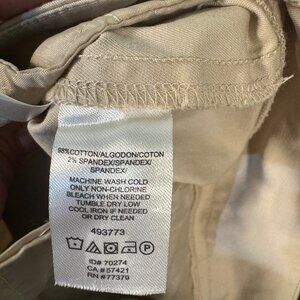 98%COTTON/ALGODON/COTON
2% SPANDEX/SPANDEX/
SPANDEX/
MACHINE WASH COLD
ONLY NON-CHLORINE
BLEACH WHEN NEEDED
TUMBLE DRY LOW
COOL IRON IF NEEDED
OR DRY CLEAN
493773
ID# 70274
CA # 57421
RN # 77379